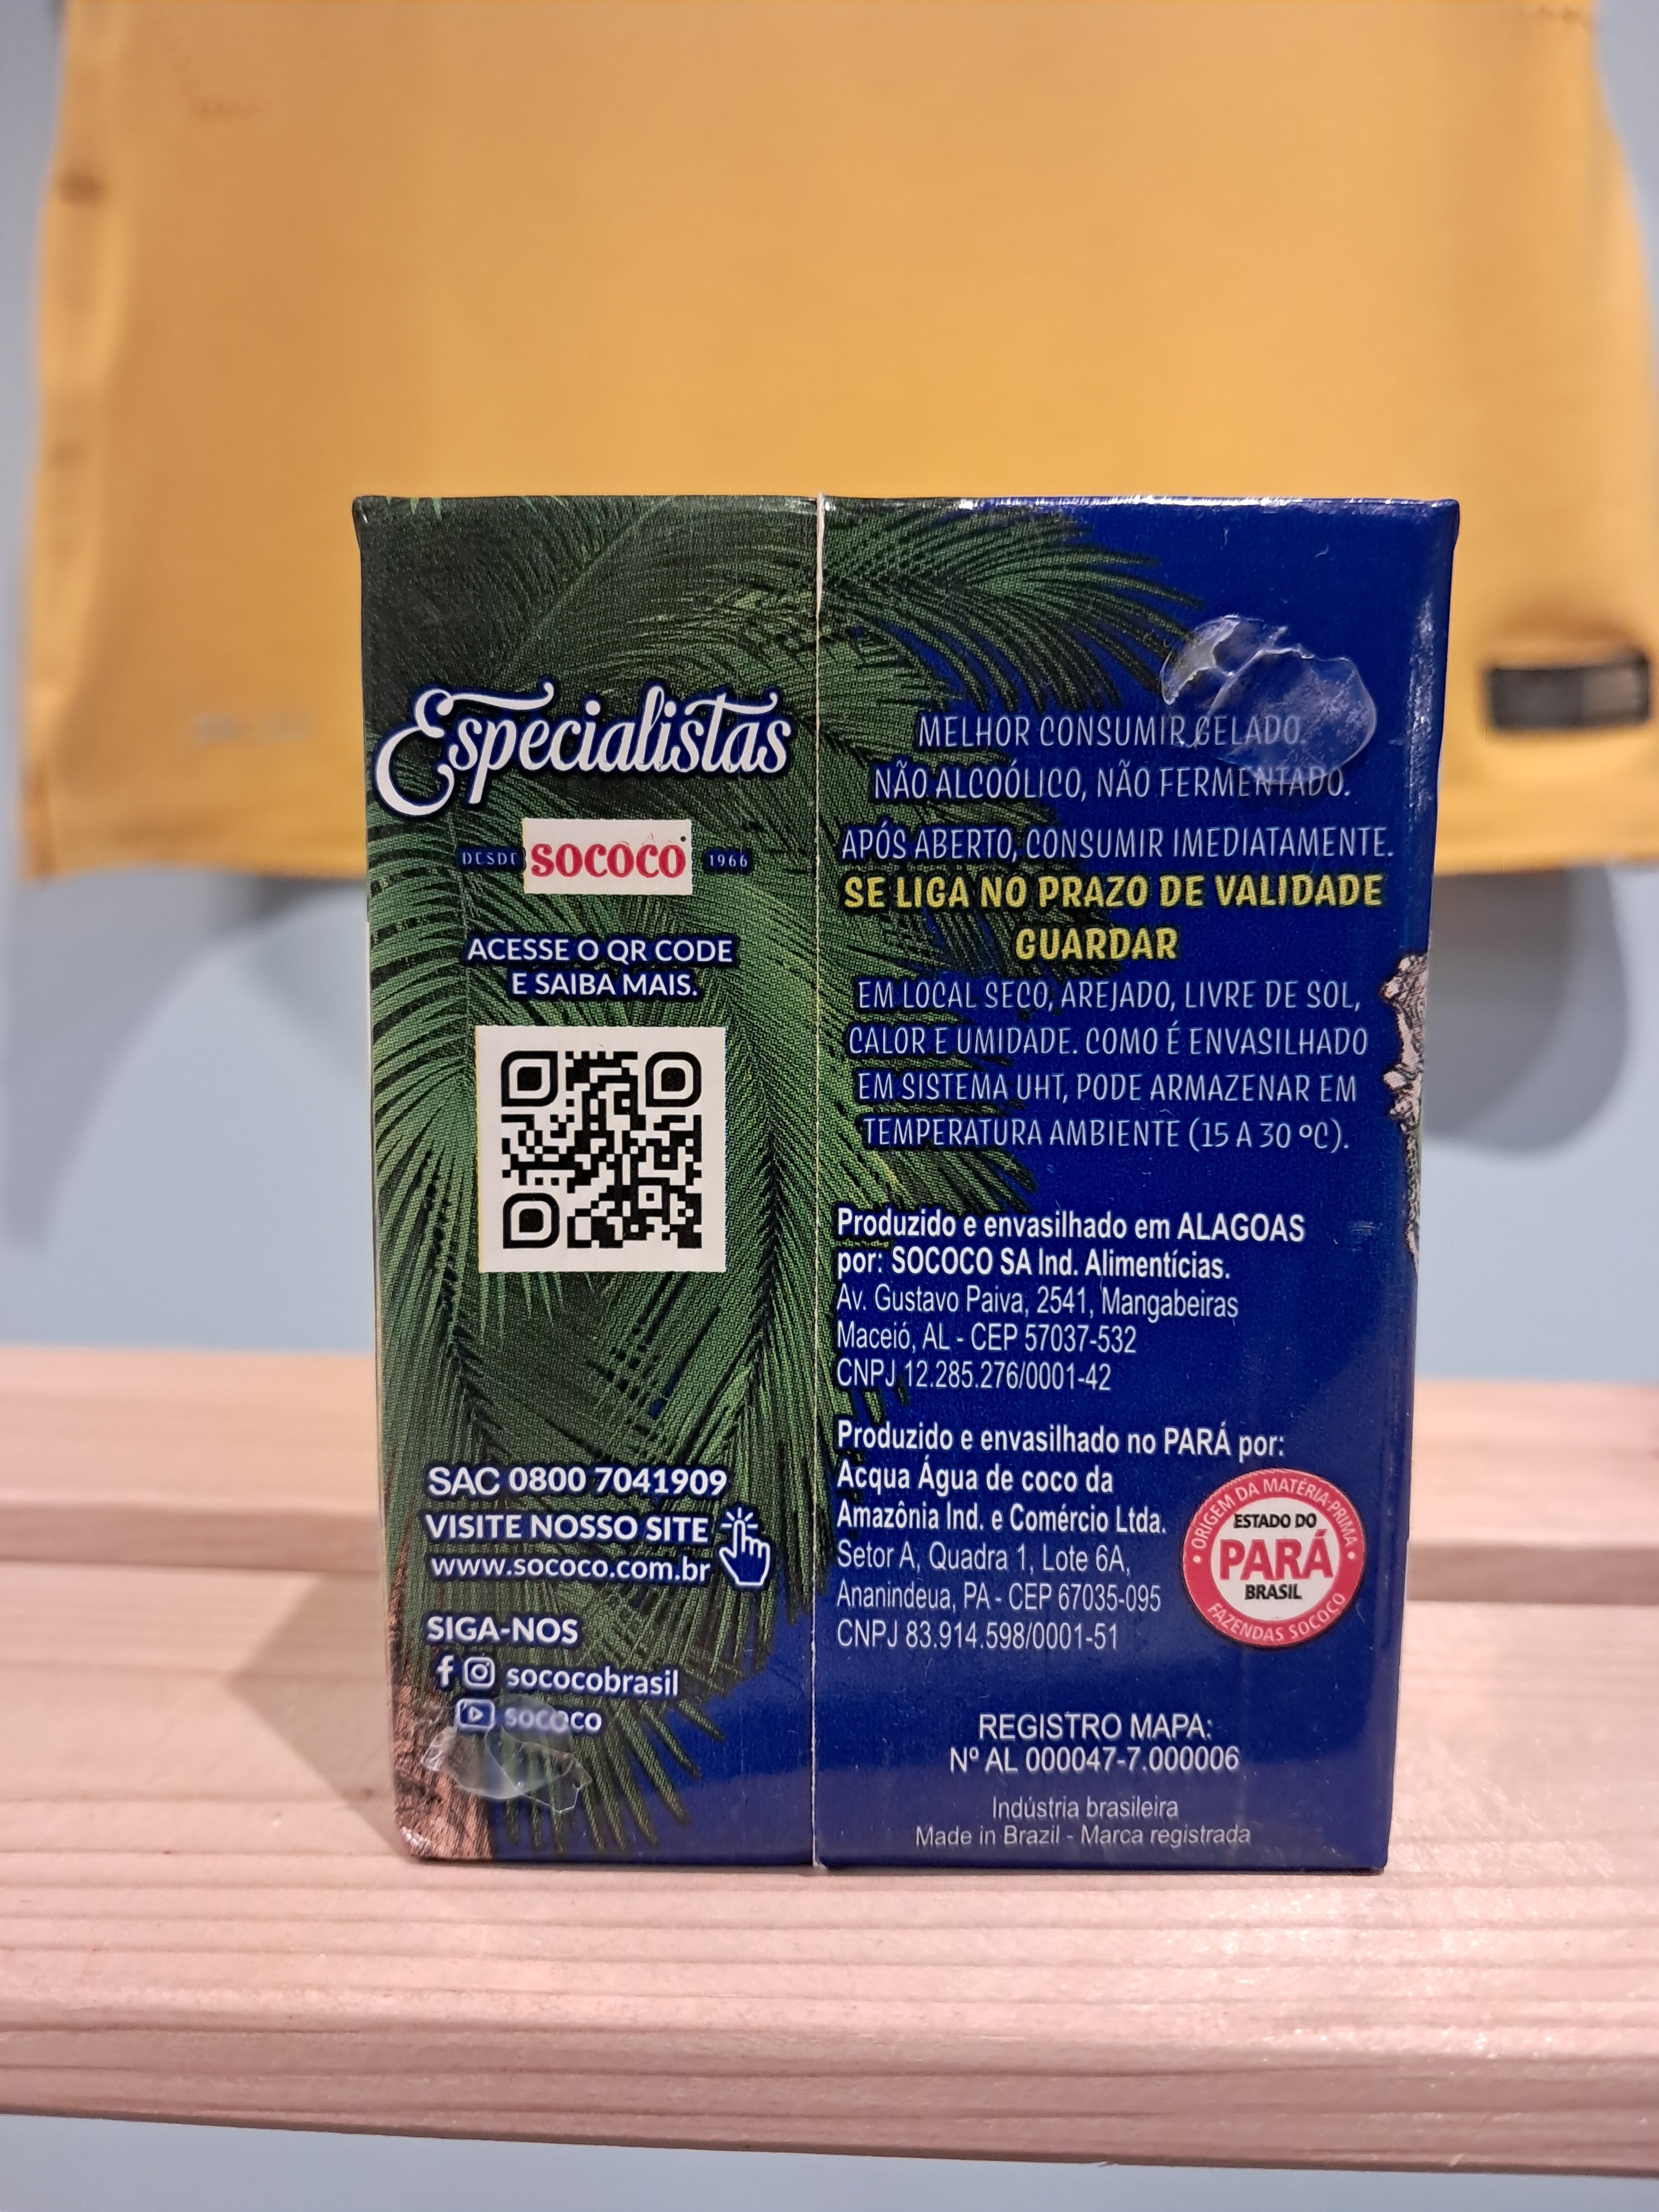 Especialistas
DESDE SOCOCO 1966
ACESSE O QR CODE
E SAIBA MAIS.
SAC 0800 7041909
VISITE NOSSO SITE
www.sococo.com.br
SIGA-NOS
sococobrasil
sococo
MELHOR CONSUMIR GELADO.
NÃO ALCOÓLICO, NÃO FERMENTADO.
APÓS ABERTO, CONSUMIR IMEDIATAMENTE.
SE LIGA NO PRAZO DE VALIDADE
GUARDAR
EM LOCAL SECO, AREJADO, LIVRE DE SOL,
CALOR E UMIDADE. COMO É ENVASILHADO
EM SISTEMA UHT, PODE ARMAZENAR EM
TEMPERATURA AMBIENTE (15 A 30 ºC).
Produzido e envasilhado em ALAGOAS
por: SOCOCO SA Ind. Alimentícias.
Av. Gustavo Paiva, 2541, Mangabeiras
Maceió, AL - CEP 57037-532
CNPJ 12.285.276/0001-42
Produzido e envasilhado no PARÁ por:
Acqua Água de coco da
Amazônia Ind. e Comércio Ltda.
Setor A, Quadra 1, Lote 6A,
Ananindeua, PA - CEP 67035-095
CNPJ 83.914.598/0001-51
• ORIGEM DA MATÉRIA-PRIMA •
ESTADO DO
PARÁ
BRASIL
FAZENDAS SOCOCO
REGISTRO MAPA:
Nº AL 000047-7.000006
Indústria brasileira
Made in Brazil - Marca registrada